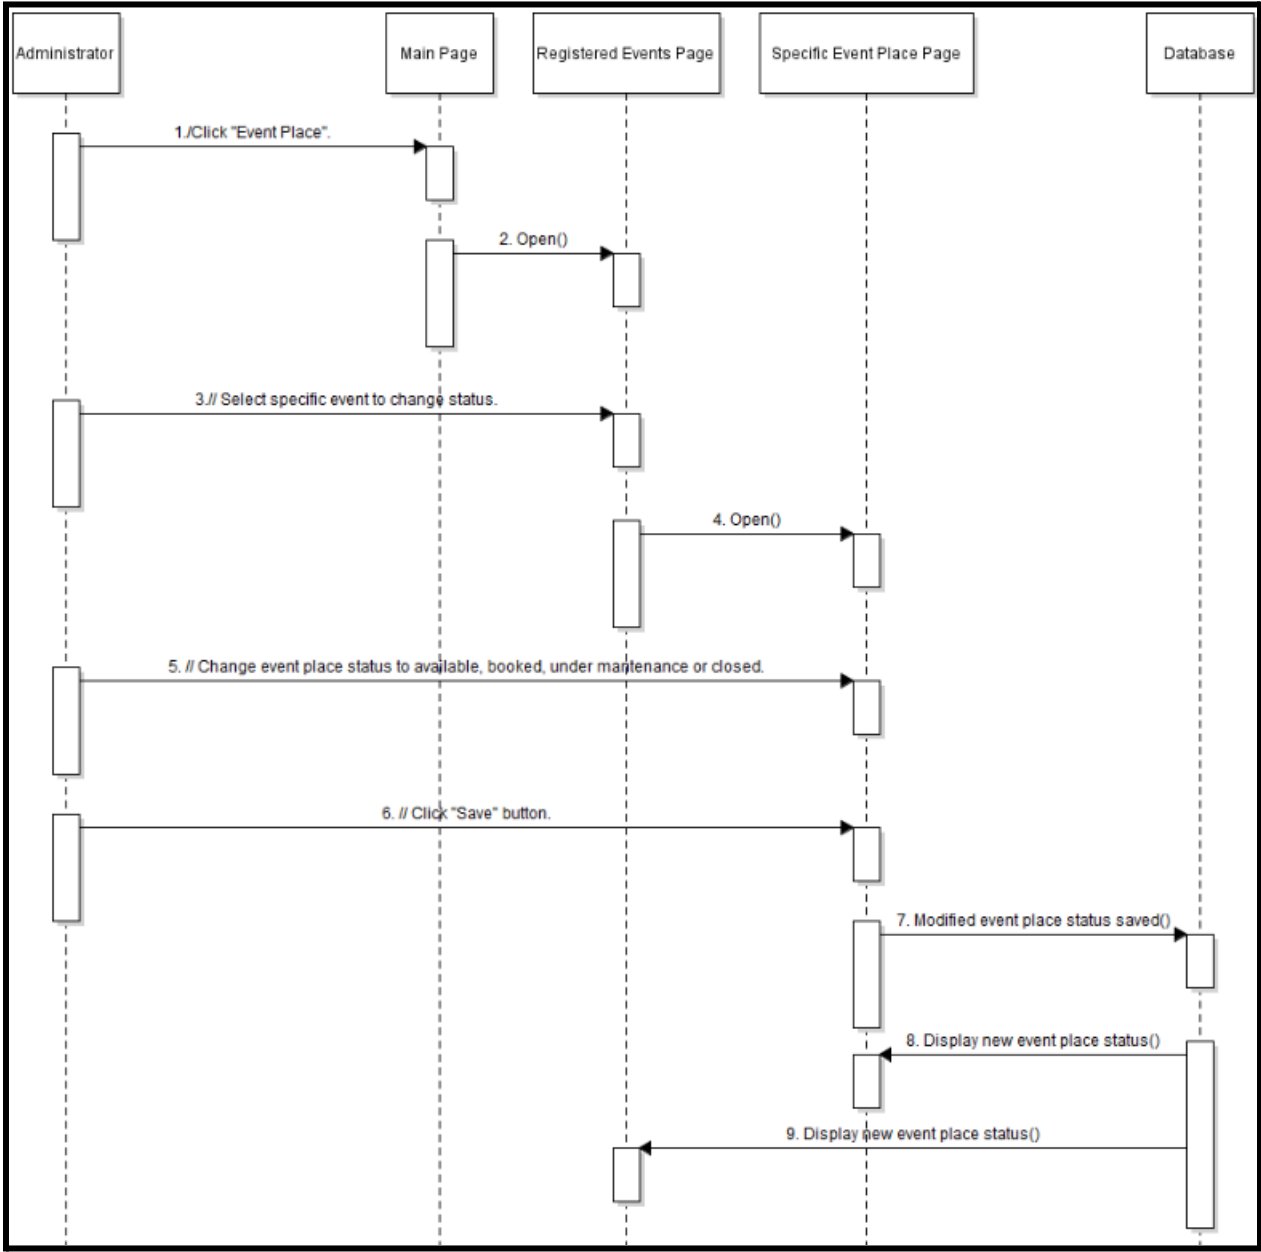 Administrator
Main Page
Registered Events Page
Specific Event Place Page
Database
1./Click "Event Place".
2. Open()
3.// Select specific event to change status.
4. Open()
5. // Change event place status to available, booked, under mantenance or closed.
6. // Click "Save" button.
7. Modified event place status saved()
8. Display new event place status()
9. Display new event place status()